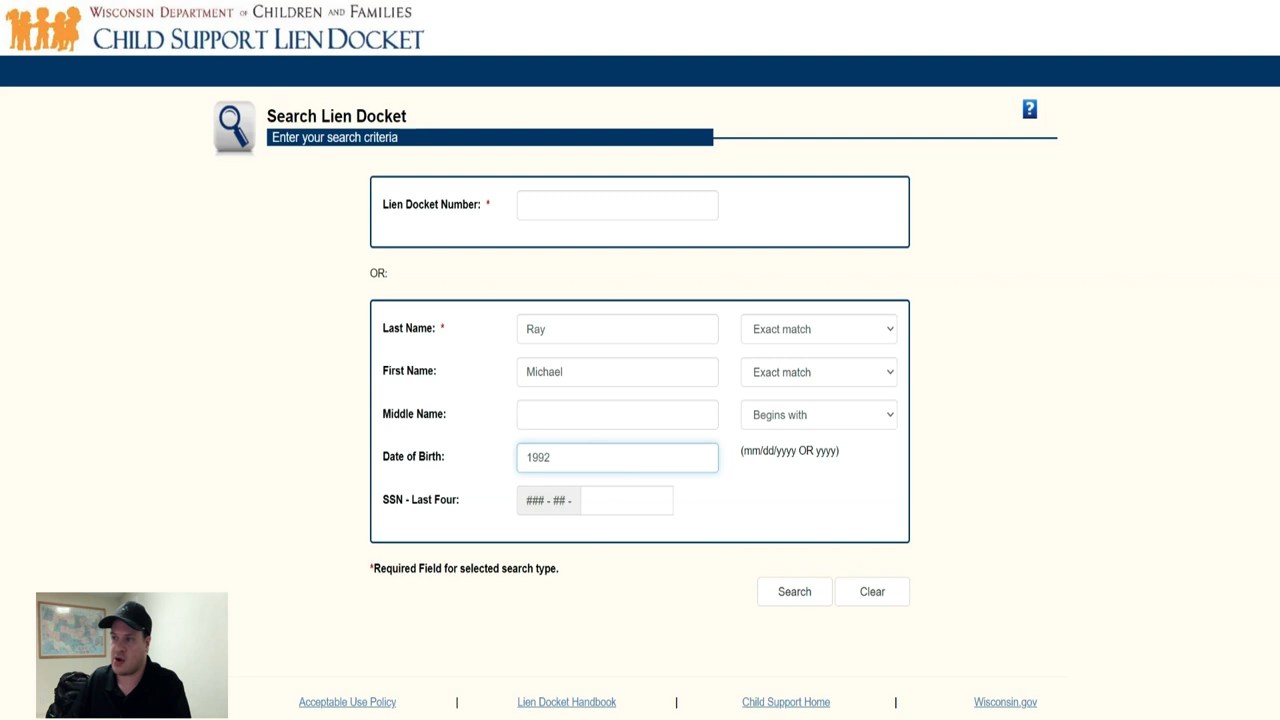 WISCONSIN DEPARTMENT OF CHILDREN AND FAMILIES
CHILD SUPPORT LIEN DOCKET
Search Lien Docket
?
Enter your search criteria
Lien Docket Number: *
OR:
Last Name: * Ray Exact match
First Name: Michael Exact match
Middle Name: Begins with
Date of Birth: 1992 (mm/dd/yyyy OR yyyy)
SSN - Last Four: ### - ## -
*Required Field for selected search type.
Search Clear
Acceptable Use Policy | Lien Docket Handbook | Child Support Home | Wisconsin.gov